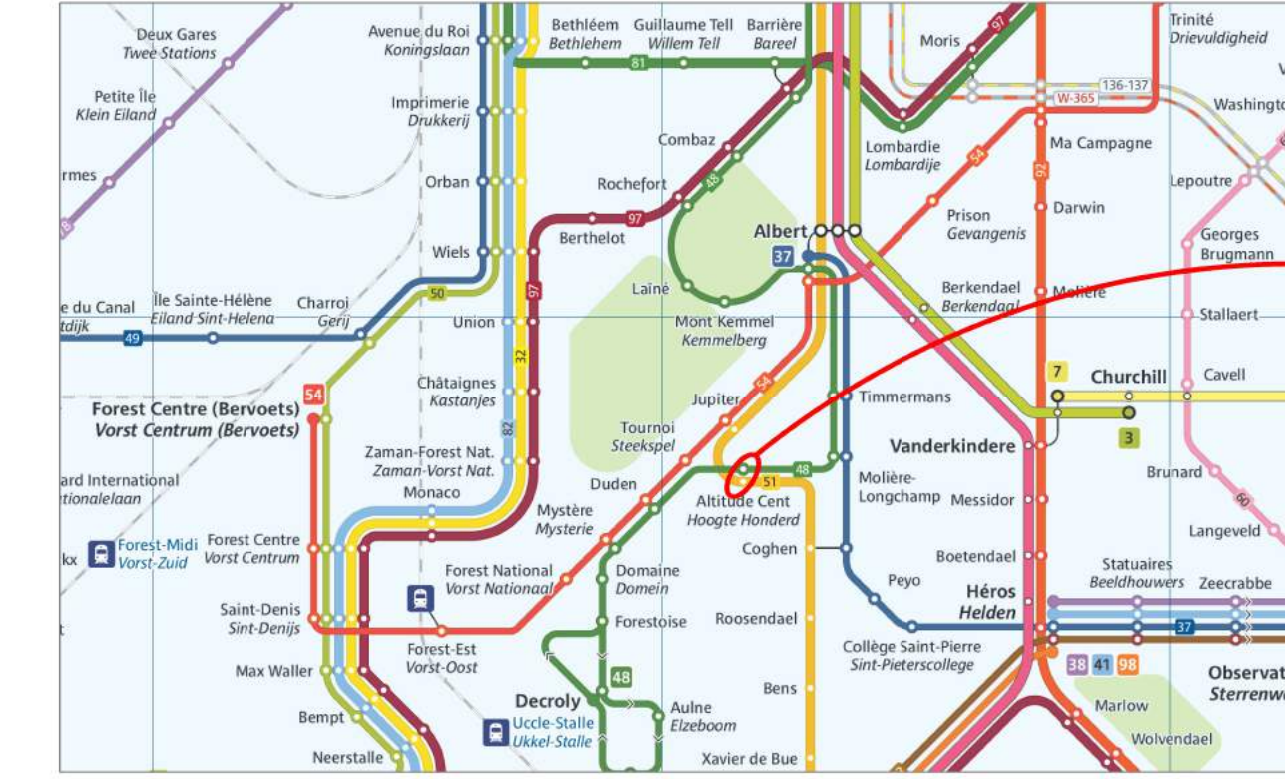 Deux Gares
Twee Stations
Avenue du Roi
Koningslaan
Bethléem
Bethlehem
Guillaume Tell
Willem Tell
Barrière
Bareel
Moris
97
Trinité
Drievuldigheid
81
136-137
W-365
Petite Île
Klein Eiland
Imprimerie
Drukkerij
Combaz
Lombardie
Lombardije
54
Ma Campagne
92
rmes
Orban
Rochefort
48
Lepoutre
Darwin
97
Berthelot
Albert
Prison
Gevangenis
Georges
Brugmann
Wiels
37
50
97
Laîné
Berkendael
Berkendaal
Molière
e du Canal
tdijk
Île Sainte-Hélène
Eiland Sint-Helena
Charroi
Gerij
49
Union
Mont Kemmel
Kemmelberg
Stallaert
32
54
Châtaignes
Kastanjes
54
Forest Centre (Bervoets)
Vorst Centrum (Bervoets)
82
Jupiter
Timmermans
7
Churchill
Cavell
3
Tournoi
Steekspel
Vanderkindere
Zaman-Forest Nat.
Zaman-Vorst Nat.
48
51
ard International
ationalelaan
Monaco
Duden
Altitude Cent
Hoogte Honderd
Molière-
Longchamp
Messidor
Brunard
60
Mystère
Mysterie
Langeveld
kx
Forest-Midi
Vorst-Zuid
Forest Centre
Vorst Centrum
Coghen
Boetendael
Forest National
Vorst Nationaal
Domaine
Domein
Peyo
Statuaires
Beeldhouwers
Zeecrabbe
Héros
Helden
Saint-Denis
Sint-Denijs
Forestoise
Roosendael
37
Forest-Est
Vorst-Oost
Collège Saint-Pierre
Sint-Pieterscollege
38
41
98
Max Waller
48
Bens
Observat
Sterrenw
Decroly
Uccle-Stalle
Ukkel-Stalle
Aulne
Elzeboom
Marlow
Bempt
Wolvendael
Neerstalle
Xavier de Bue